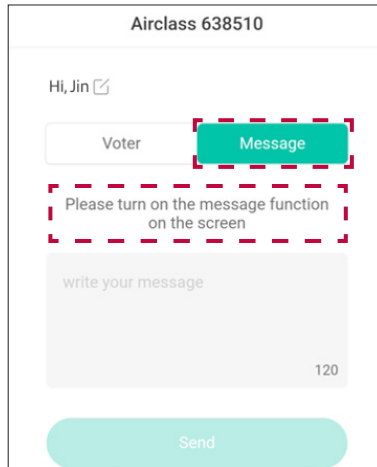 Airclass 638510
Hi, Jin
Voter
Message
Please turn on the message function
on the screen
write your message
120
Send